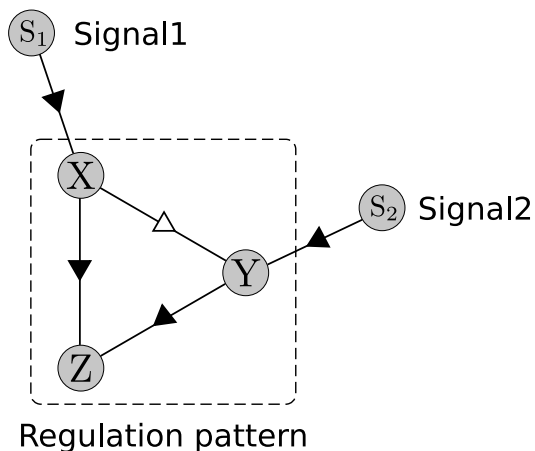 S₁ Signal1
X
S₂ Signal2
Y
Z
Regulation pattern